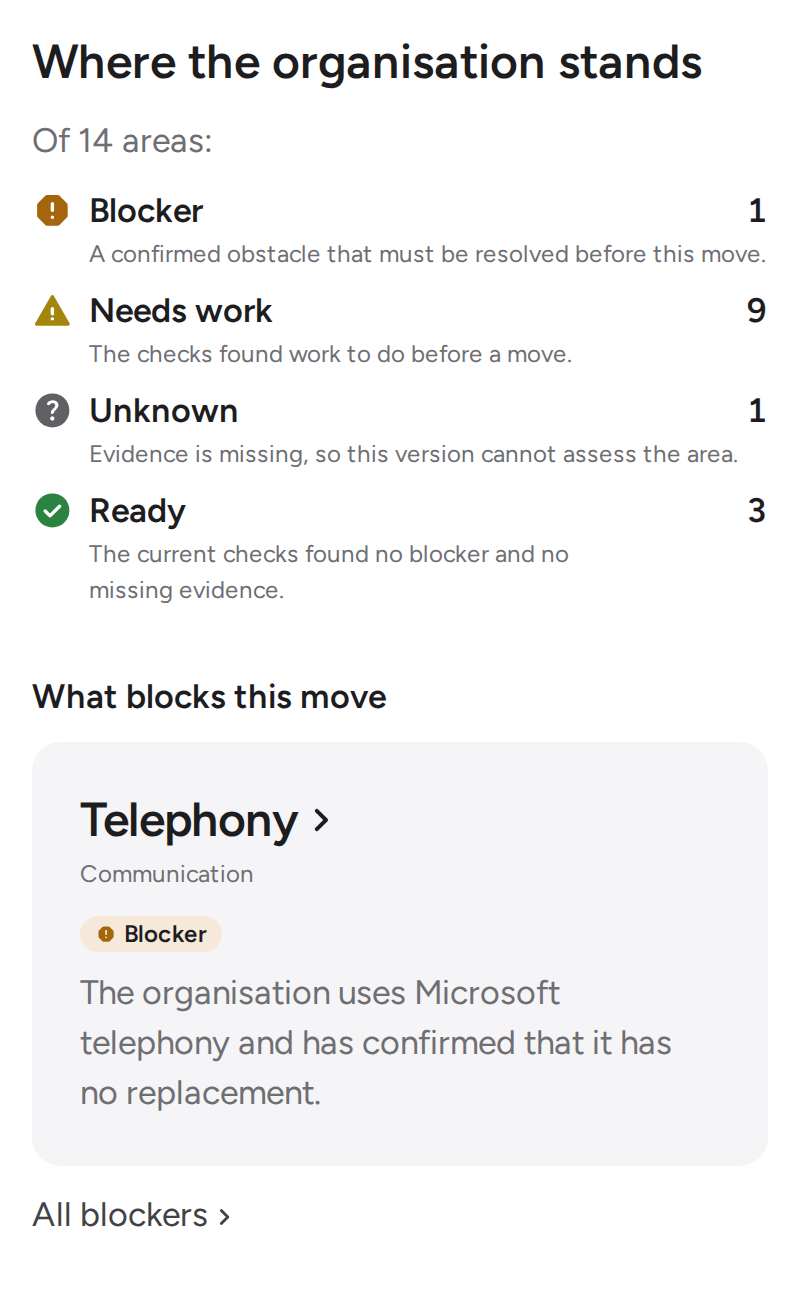 Where the organisation stands
Of 14 areas:
Blocker 1
A confirmed obstacle that must be resolved before this move.
Needs work 9
The checks found work to do before a move.
Unknown 1
Evidence is missing, so this version cannot assess the area.
Ready 3
The current checks found no blocker and no
missing evidence.
What blocks this move
Telephony
Communication
Blocker
The organisation uses Microsoft
telephony and has confirmed that it has
no replacement.
All blockers